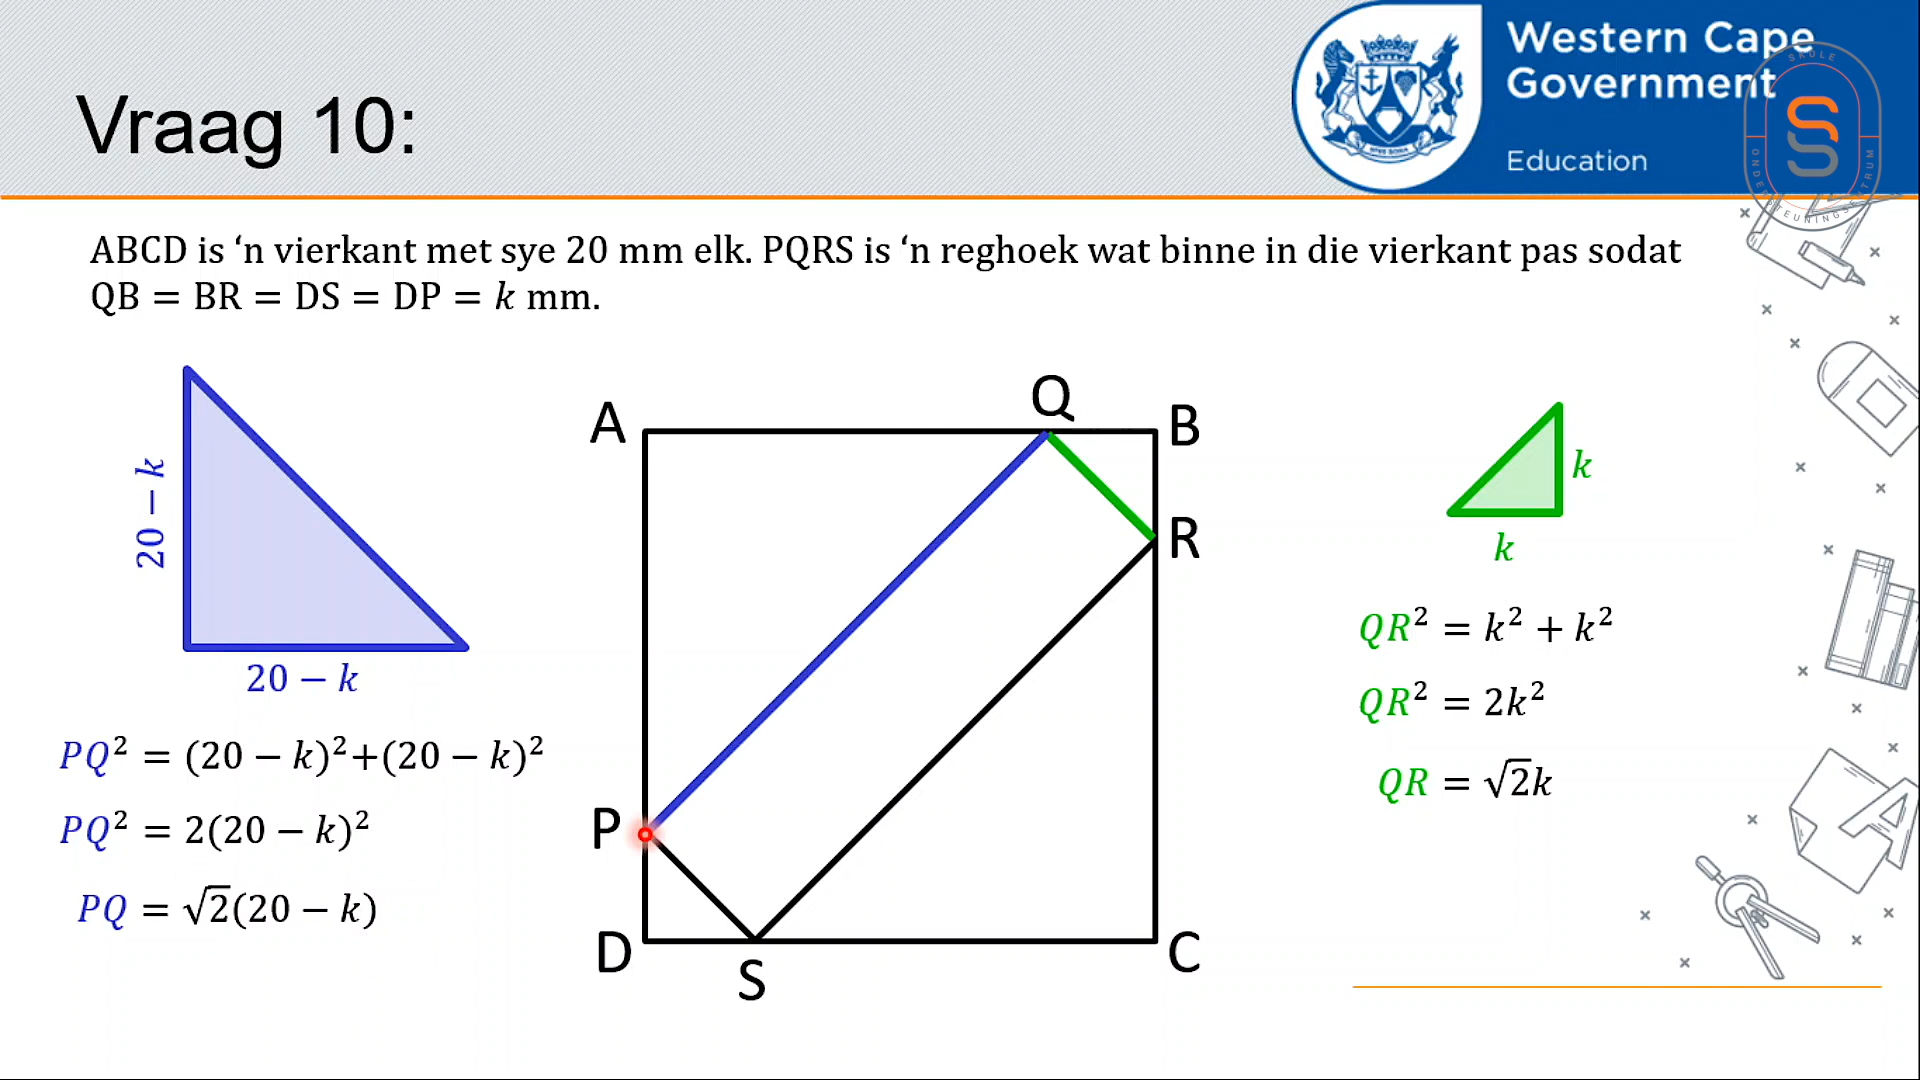 Western Cape
Government
Education
SKOLE
ONDERSTEUNINGSENTRUM
Vraag 10:
ABCD is ‘n vierkant met sye 20 mm elk. PQRS is ‘n reghoek wat binne in die vierkant pas sodat
QB = BR = DS = DP = k mm.
20 − k
20 − k
PQ² = (20 − k)²+(20 − k)²
PQ² = 2(20 − k)²
PQ = √2(20 − k)
A
Q
B
R
P
D
S
C
k
k
QR² = k² + k²
QR² = 2k²
QR = √2k